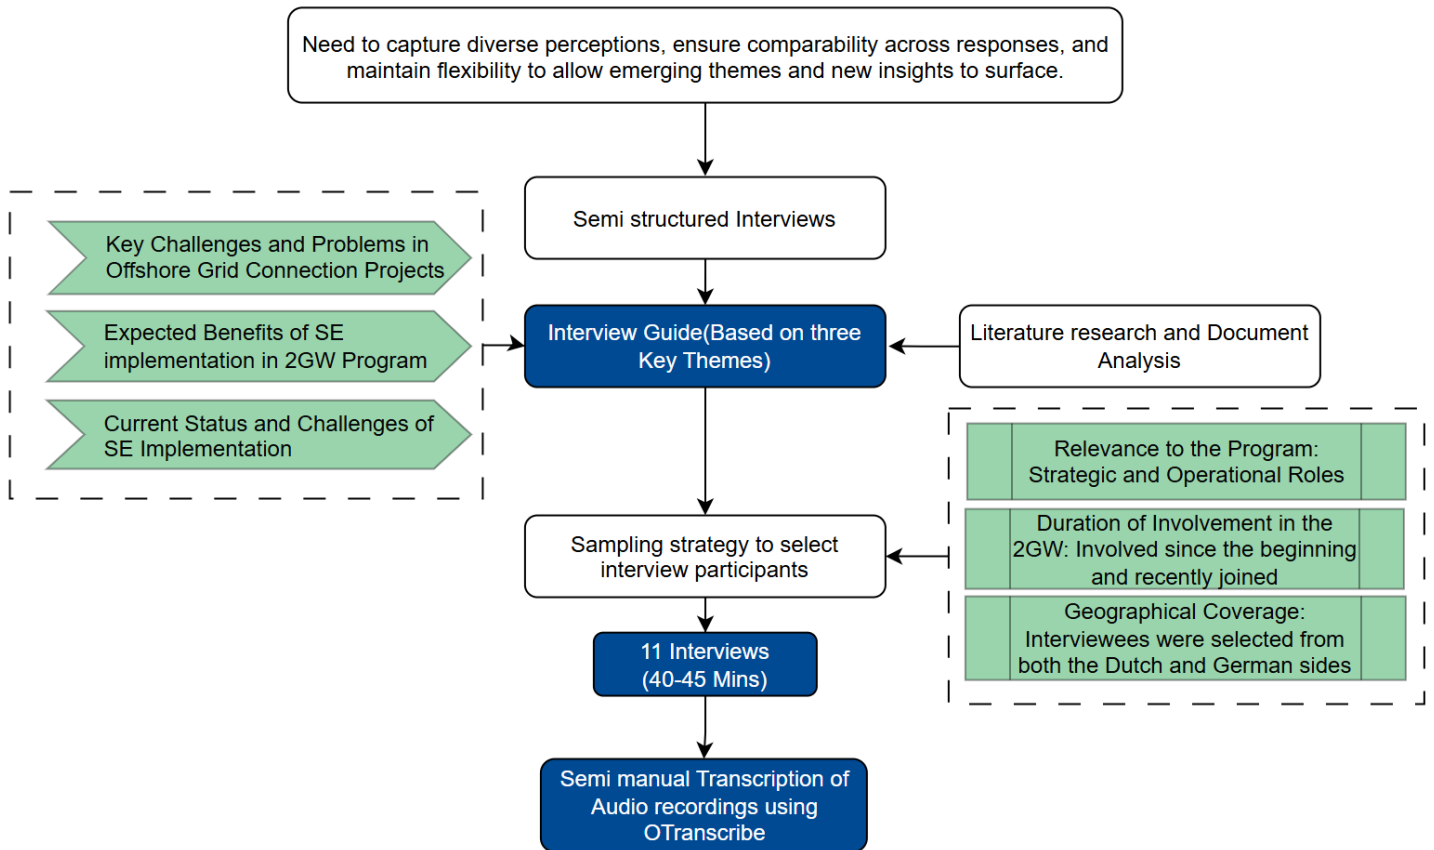 Need to capture diverse perceptions, ensure comparability across responses, and
maintain flexibility to allow emerging themes and new insights to surface.
Semi structured Interviews
Key Challenges and Problems in
Offshore Grid Connection Projects
Expected Benefits of SE
implementation in 2GW Program
Current Status and Challenges of
SE Implementation
Interview Guide(Based on three
Key Themes)
Literature research and Document
Analysis
Relevance to the Program:
Strategic and Operational Roles
Duration of Involvement in the
2GW: Involved since the beginning
and recently joined
Geographical Coverage:
Interviewees were selected from
both the Dutch and German sides
Sampling strategy to select
interview participants
11 Interviews
(40-45 Mins)
Semi manual Transcription of
Audio recordings using
OTranscribe